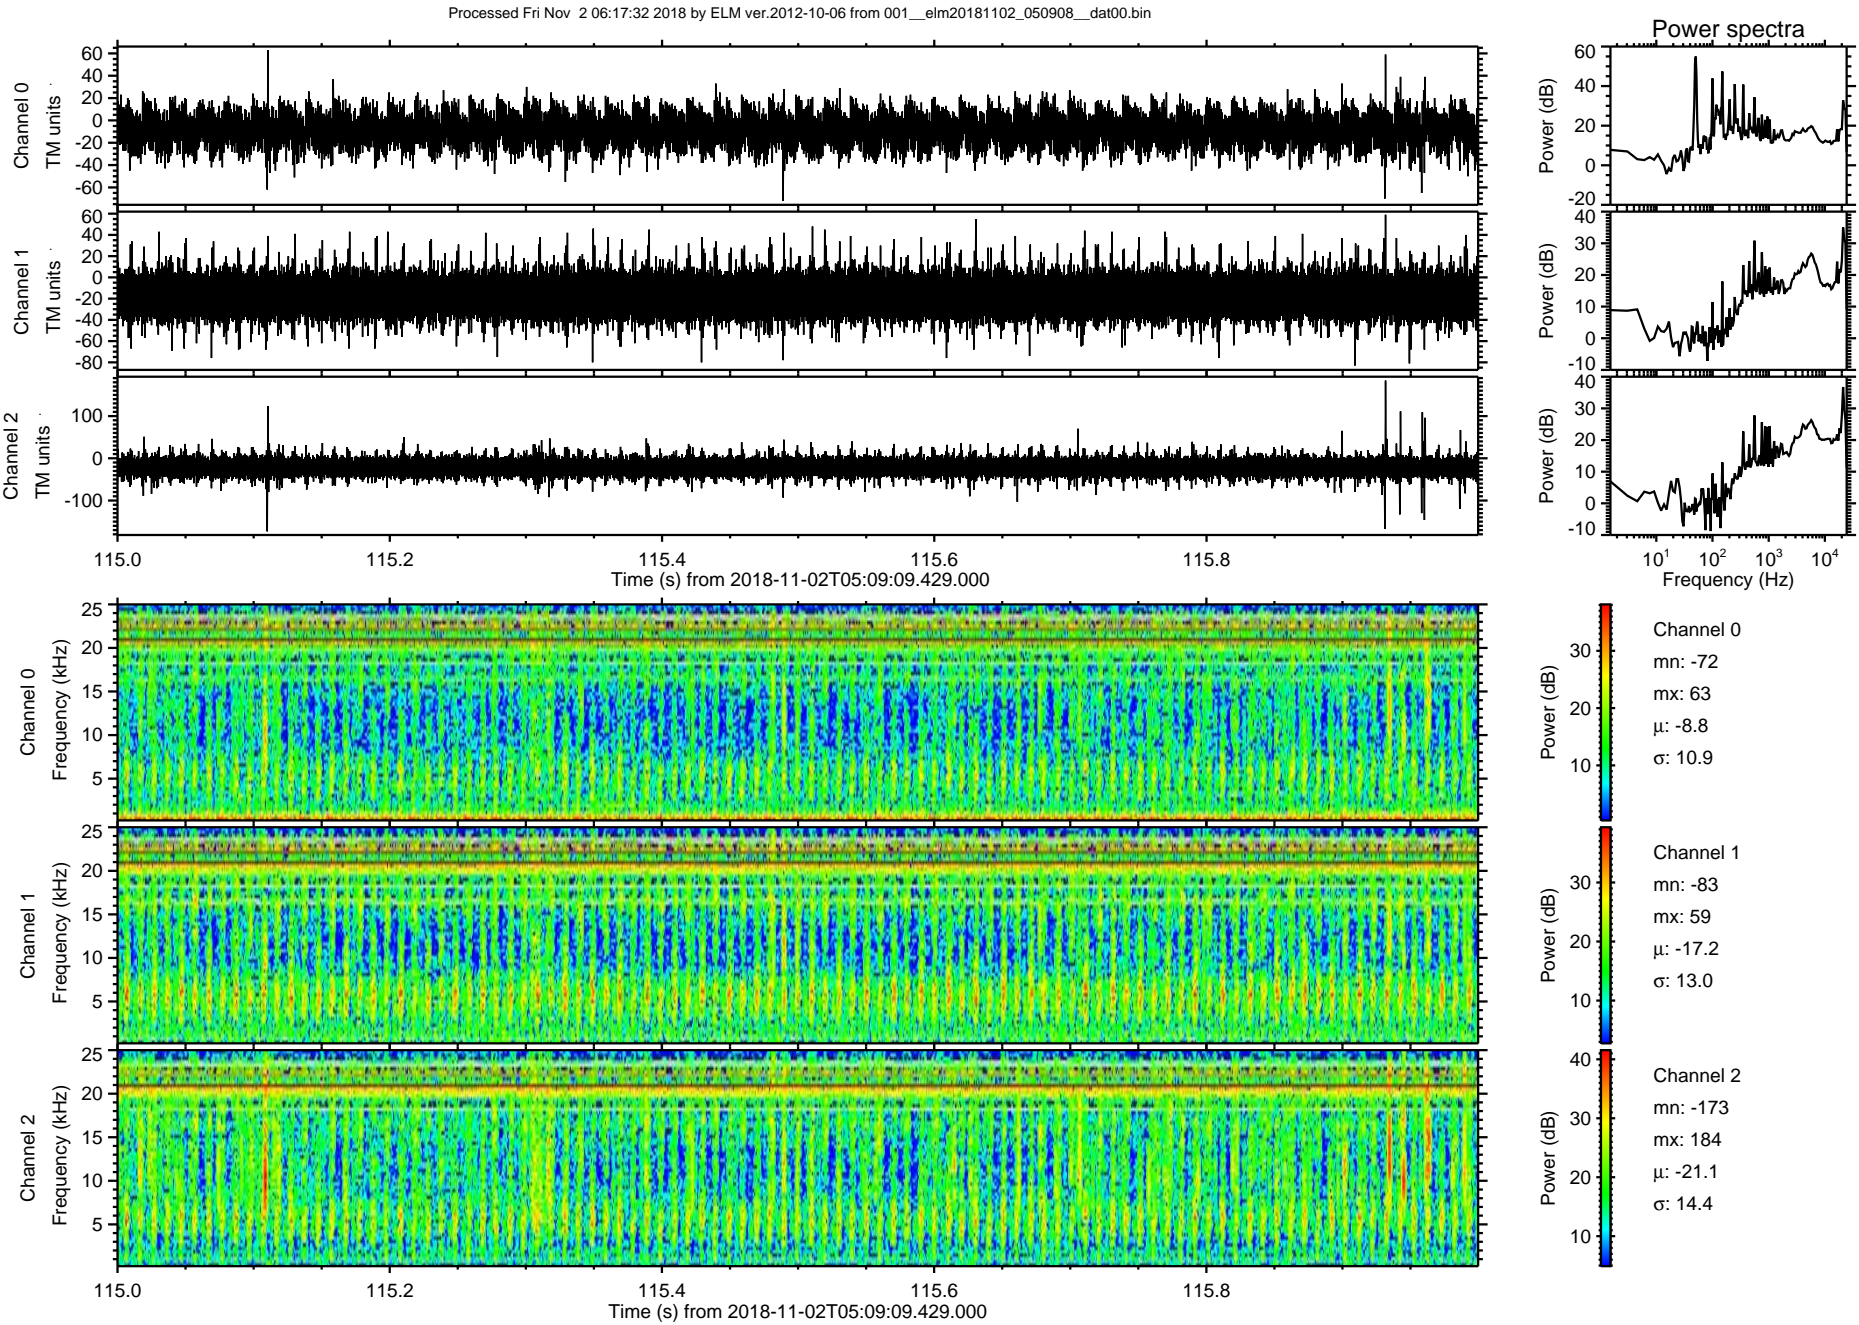 Processed Fri Nov  2 06:17:32 2018 by ELM ver.2012-10-06 from 001__elm20181102_050908__dat00.bin
Power spectra
Channel 0
TM units
60
40
20
0
-20
-40
-60
Power (dB)
60
40
20
0
-20
Channel 1
TM units
60
40
20
0
-20
-40
-60
-80
Power (dB)
40
30
20
10
0
-10
Channel 2
TM units
100
0
-100
Power (dB)
40
30
20
10
0
-10
115.0 115.2 115.4 115.6 115.8
Time (s) from 2018-11-02T05:09:09.429.000
10¹ 10² 10³ 10⁴
Frequency (Hz)
Channel 0
Frequency (kHz)
25
20
15
10
5
Power (dB)
30
20
10
Channel 0
mn: -72
mx: 63
μ: -8.8
σ: 10.9
Channel 1
Frequency (kHz)
25
20
15
10
5
Power (dB)
30
20
10
Channel 1
mn: -83
mx: 59
μ: -17.2
σ: 13.0
Channel 2
Frequency (kHz)
25
20
15
10
5
Power (dB)
40
30
20
10
Channel 2
mn: -173
mx: 184
μ: -21.1
σ: 14.4
115.0 115.2 115.4 115.6 115.8
Time (s) from 2018-11-02T05:09:09.429.000